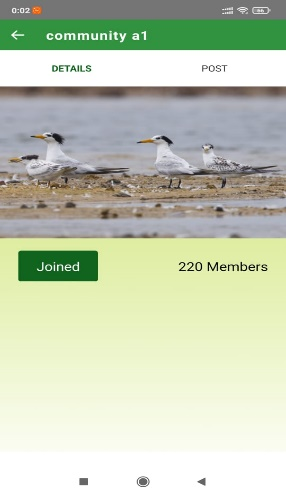 0:02
community a1
DETAILS
POST
Joined
220 Members